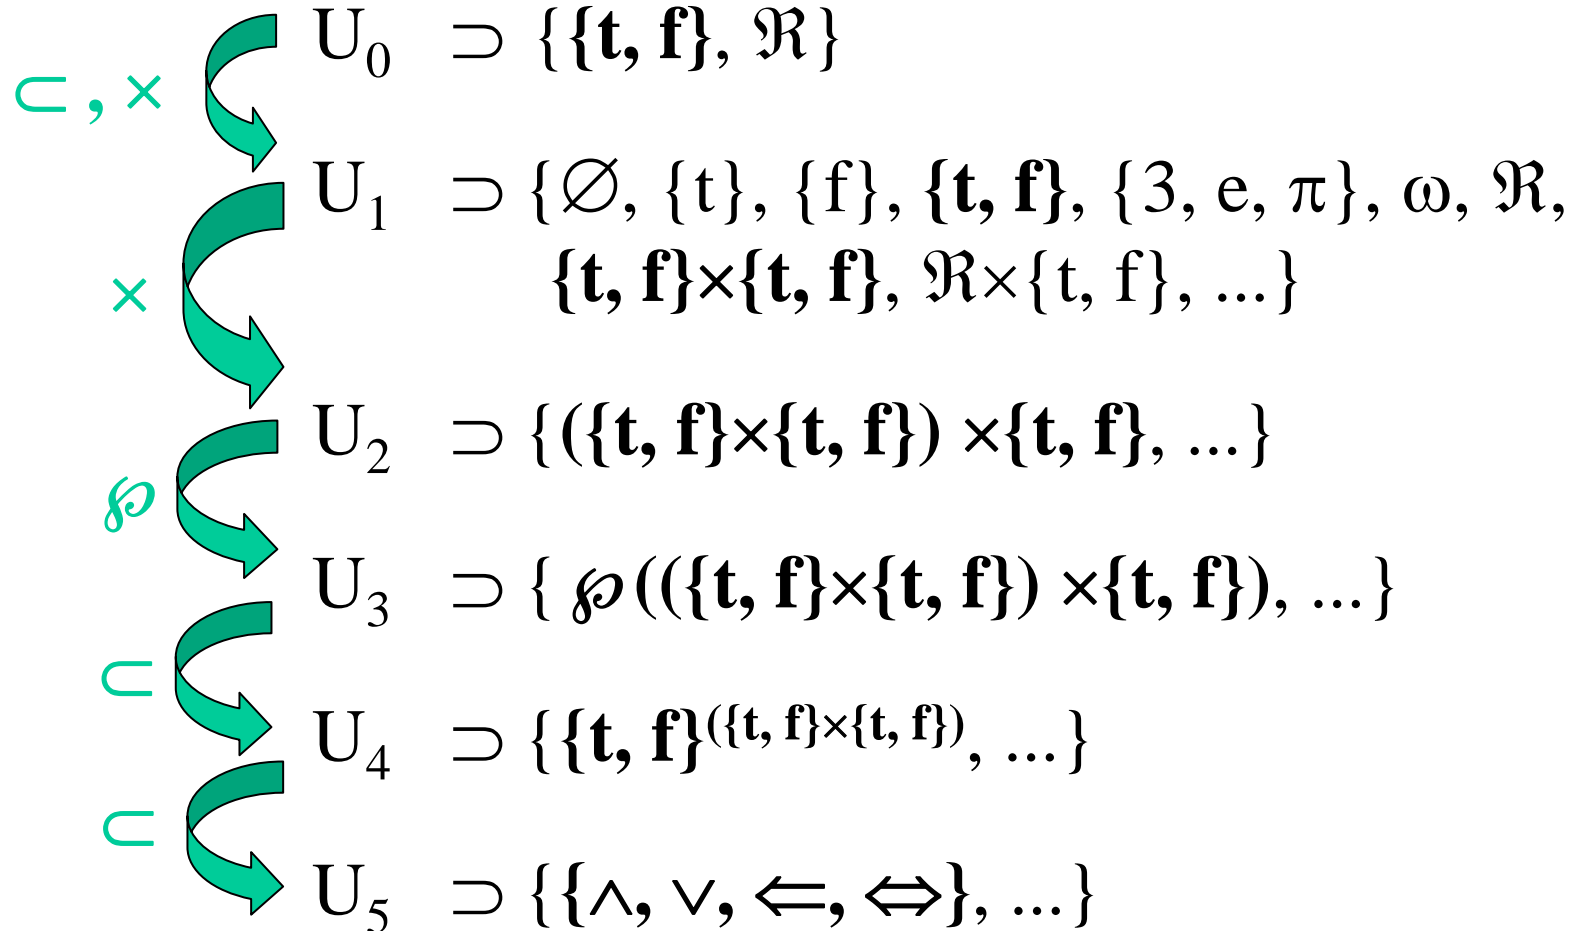 U₀ ⊃ {{t, f}, ℜ}
⊂ , ×
U₁ ⊃ {∅, {t}, {f}, {t, f}, {3, e, π}, ω, ℜ,
{t, f}×{t, f}, ℜ×{t, f}, ...}
×
U₂ ⊃ {({t, f}×{t, f}) ×{t, f}, ...}
℘
U₃ ⊃ { ℘(({t, f}×{t, f}) ×{t, f}), ...}
⊂
U₄ ⊃ {{t, f}⁽{t, f}×{t, f}⁾, ...}
⊂
U₅ ⊃ {{∧, ∨, ⇐, ⇔}, ...}